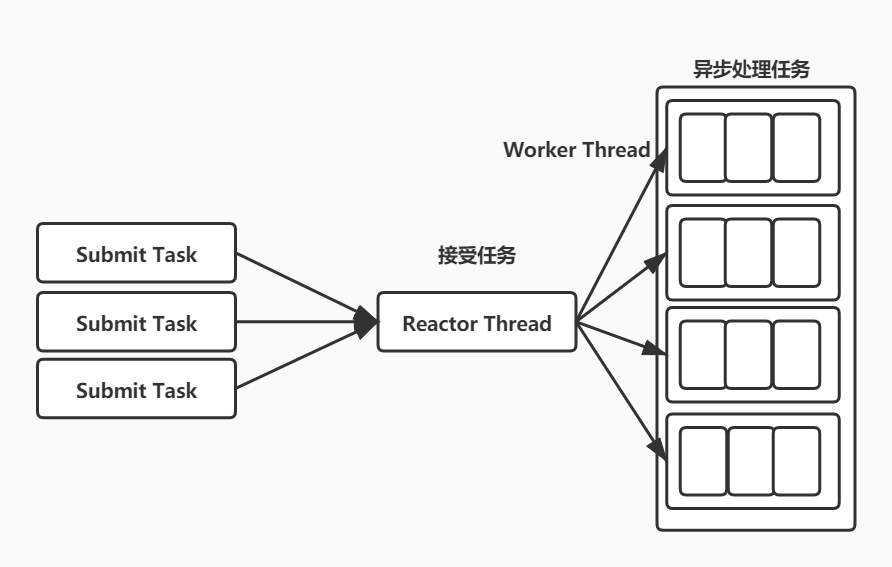 Submit Task
Submit Task
Submit Task
接受任务
Reactor Thread
Worker Thread
异步处理任务